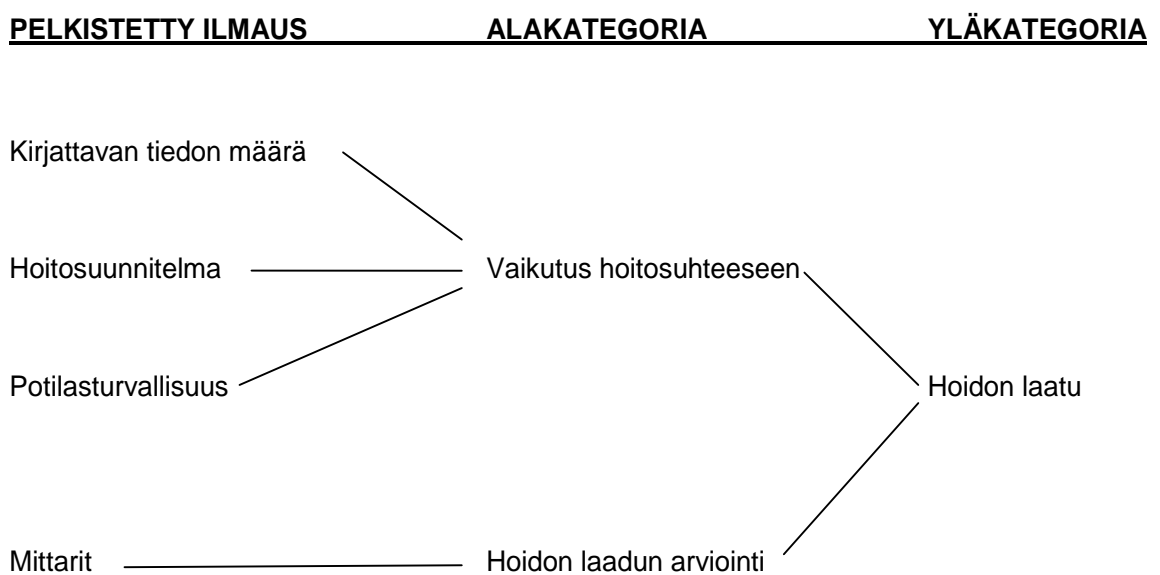 PELKISTETTY ILMAUS ALAKATEGORIA YLÄKATEGORIA
Kirjattavan tiedon määrä
Hoitosuunnitelma Vaikutus hoitosuhteeseen
Potilasturvallisuus Hoidon laatu
Mittarit Hoidon laadun arviointi